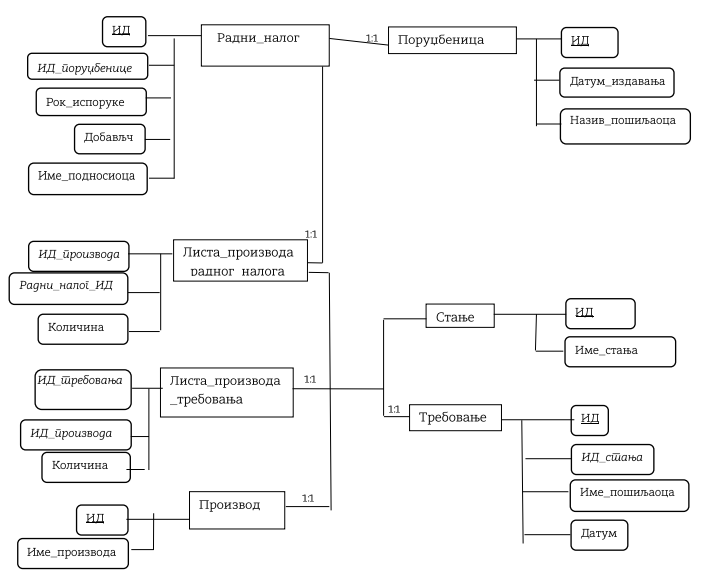 ИД
Радни_налог
1:1
Поруџбеница
ИД
ИД_поруџбенице
Датум_издавања
Рок_испоруке
Назив_пошиљаоца
Добављч
Име_подносиоца
1:1
ИД_производа
Листа_производа
радног_налога
Радни_налог_ИД
Количина
Стање
ИД
Име_стања
ИД_требовања
Листа_производа
_требовања
1:1
1:1
Требовање
ИД
ИД_производа
Количина
ИД_стања
Име_пошиљаоца
Датум
ИД
Производ
1:1
Име_производа